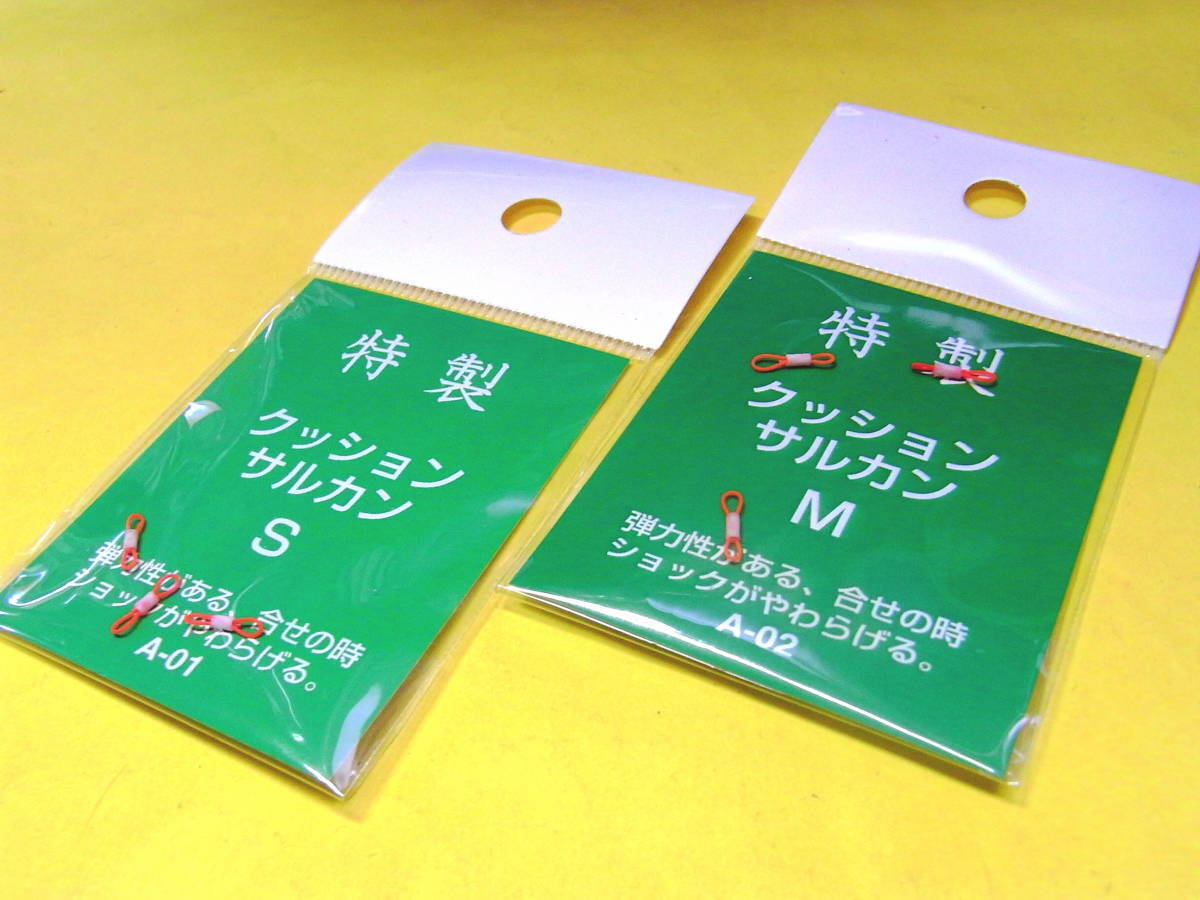 特製
クッション
サルカン
S
弾力性がある、合せの時
ショックがやわらげる。
A-01
特製
クッション
サルカン
M
弾力性がある、合せの時
ショックがやわらげる。
A-02